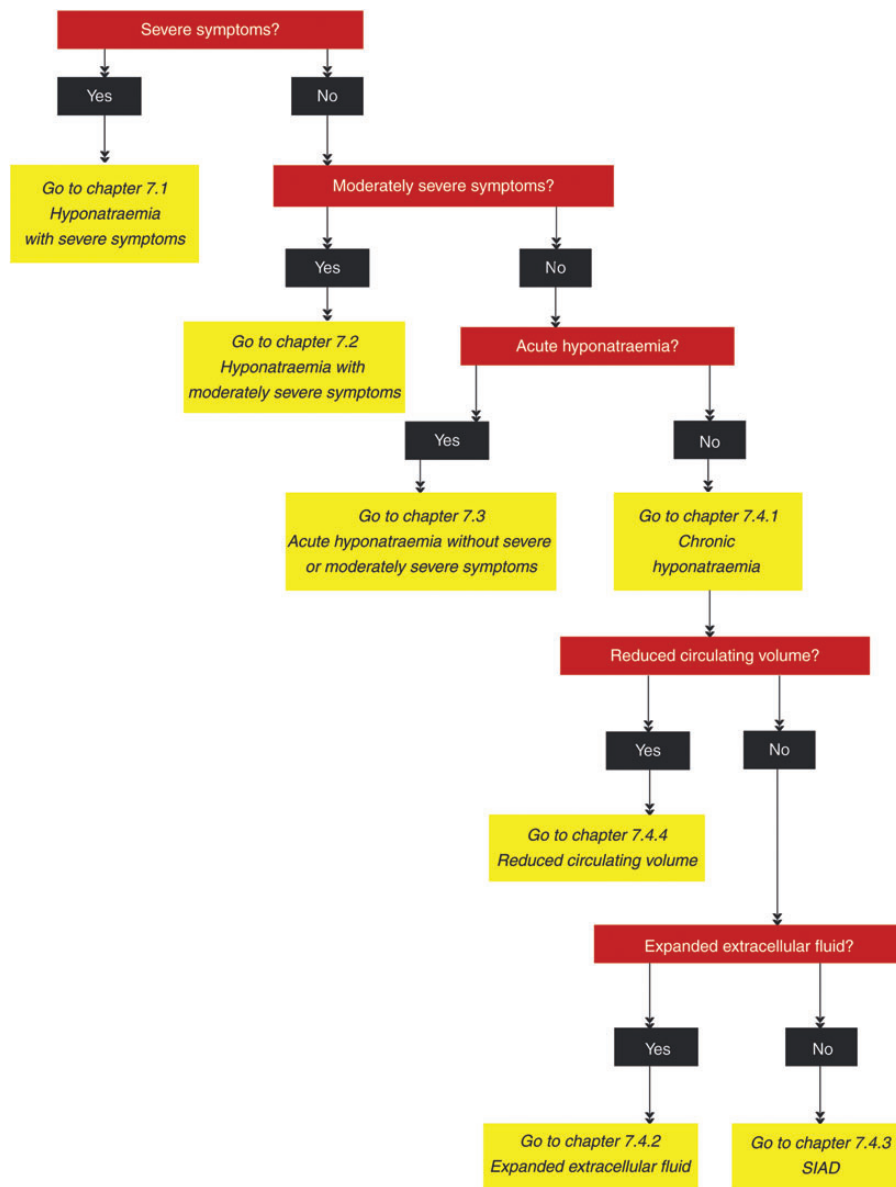 Severe symptoms?
Yes
No
Go to chapter 7.1
Hyponatraemia
with severe symptoms
Moderately severe symptoms?
Yes
No
Go to chapter 7.2
Hyponatraemia with
moderately severe symptoms
Acute hyponatraemia?
Yes
No
Go to chapter 7.3
Acute hyponatraemia without severe
or moderately severe symptoms
Go to chapter 7.4.1
Chronic
hyponatraemia
Reduced circulating volume?
Yes
No
Go to chapter 7.4.4
Reduced circulating volume
Expanded extracellular fluid?
Yes
No
Go to chapter 7.4.2
Expanded extracellular fluid
Go to chapter 7.4.3
SIAD